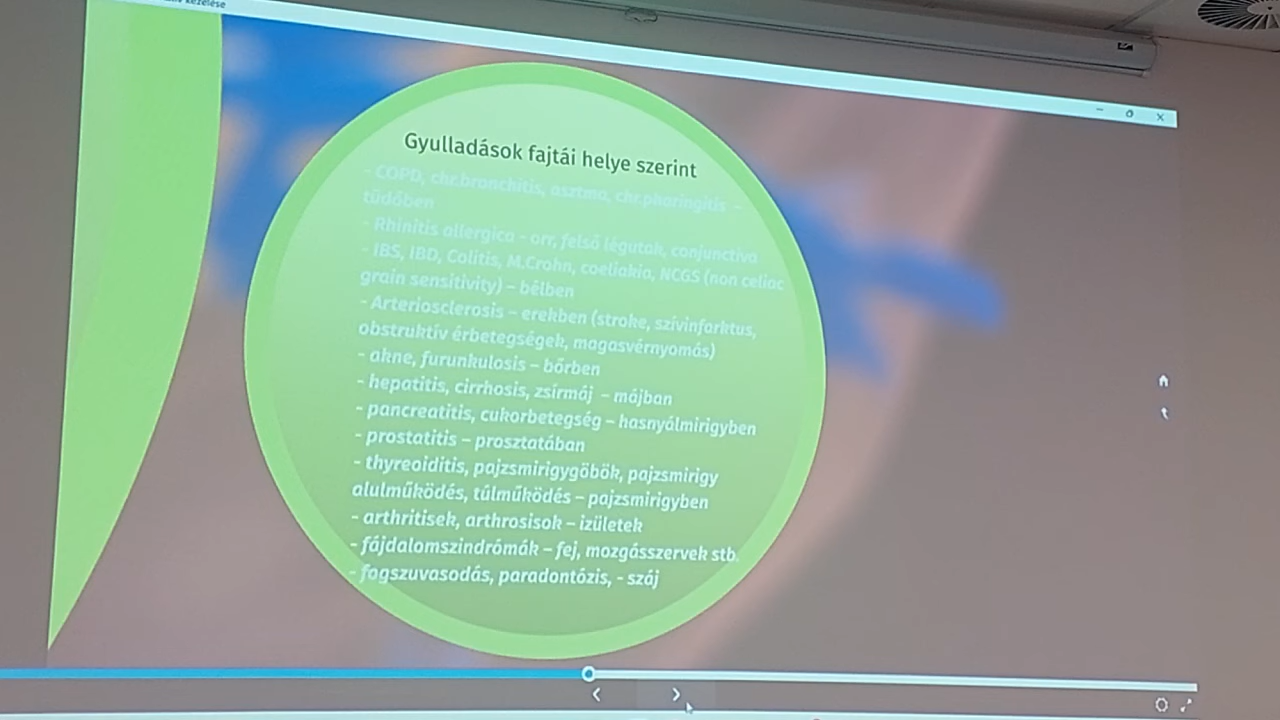 kezelése
Gyulladások fajtái helye szerint
- COPD, chr.bronchitis, asztma, chr.pharingitis –
tüdőben
- Rhinitis allergica - orr, felső légutak, conjunctiva
- IBS, IBD, Colitis, M.Crohn, coeliakia, NCGS (non celiac
grain sensitivity) – bélben
- Arteriosclerosis – erekben (stroke, szívinfarktus,
obstruktív érbetegségek, magasvérnyomás)
- akne, furunkulosis – bőrben
- hepatitis, cirrhosis, zsírmáj – májban
- pancreatitis, cukorbetegség – hasnyálmirigyben
- prostatitis – prosztatában
- thyreoiditis, pajzsmirigygöbök, pajzsmirigy
alulműködés, túlműködés – pajzsmirigyben
- arthritisek, arthrosisok – izületek
- fájdalomszindrómák – fej, mozgásszervek stb.
- fogszuvasodás, paradontózis, - száj